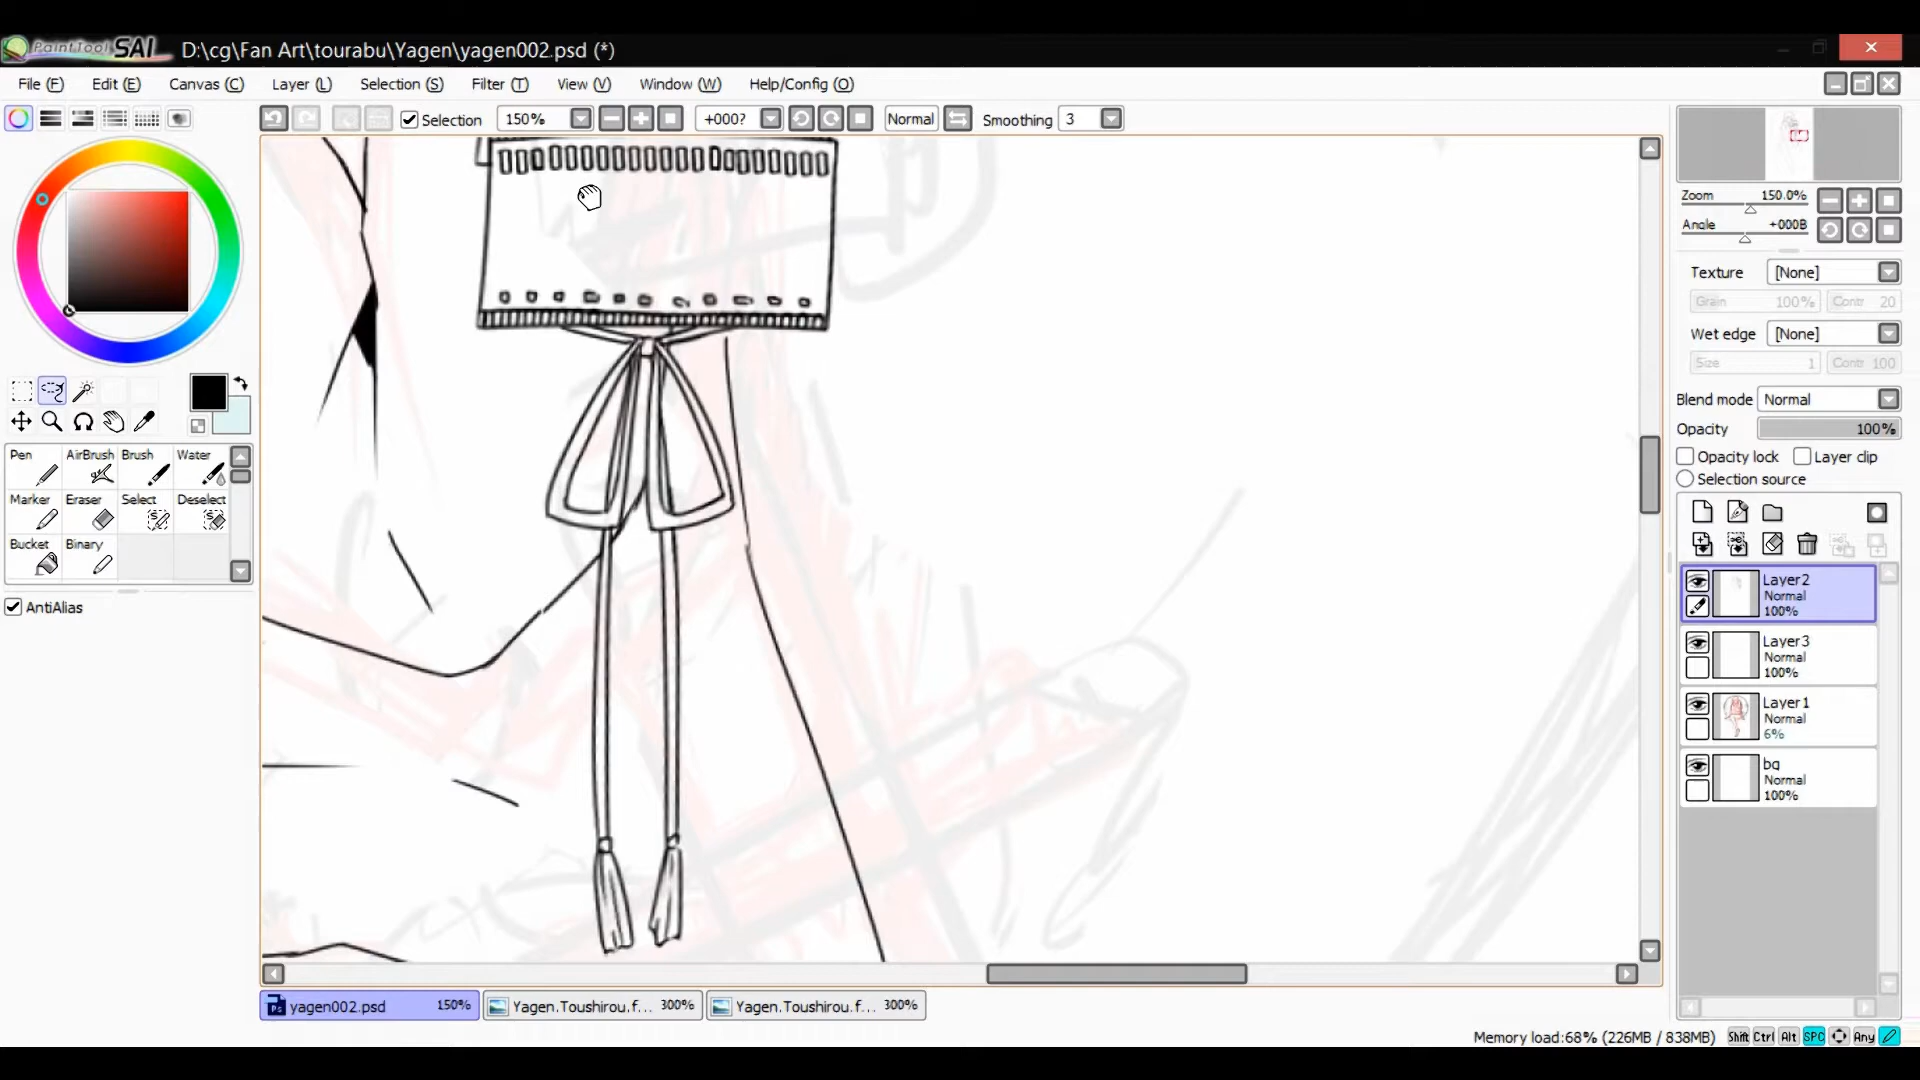 PaintTool SAI D:\cg\Fan Art\tourabu\Yagen\yagen002.psd (*)
File (F) Edit (E) Canvas (C) Layer (L) Selection (S) Filter (T) View (V) Window (W) Help/Config (O)
Selection 150% +000? Normal Smoothing 3
Zoom 150.0%
Angle +000B
Texture [None]
Grain 100% Contr 20
Wet edge [None]
Size 1 Contr 100
Blend mode Normal
Opacity 100%
Opacity lock Layer clip
Selection source
Pen AirBrush Brush Water
Marker Eraser Select Deselect
Bucket Binary
AntiAlias
Layer2
Normal
100%
Layer3
Normal
100%
Layer1
Normal
6%
bg
Normal
100%
yagen002.psd 150% Yagen.Toushirou.f... 300% Yagen.Toushirou.f... 300%
Memory load:68% (226MB / 838MB) Shift Ctrl Alt SPC Any